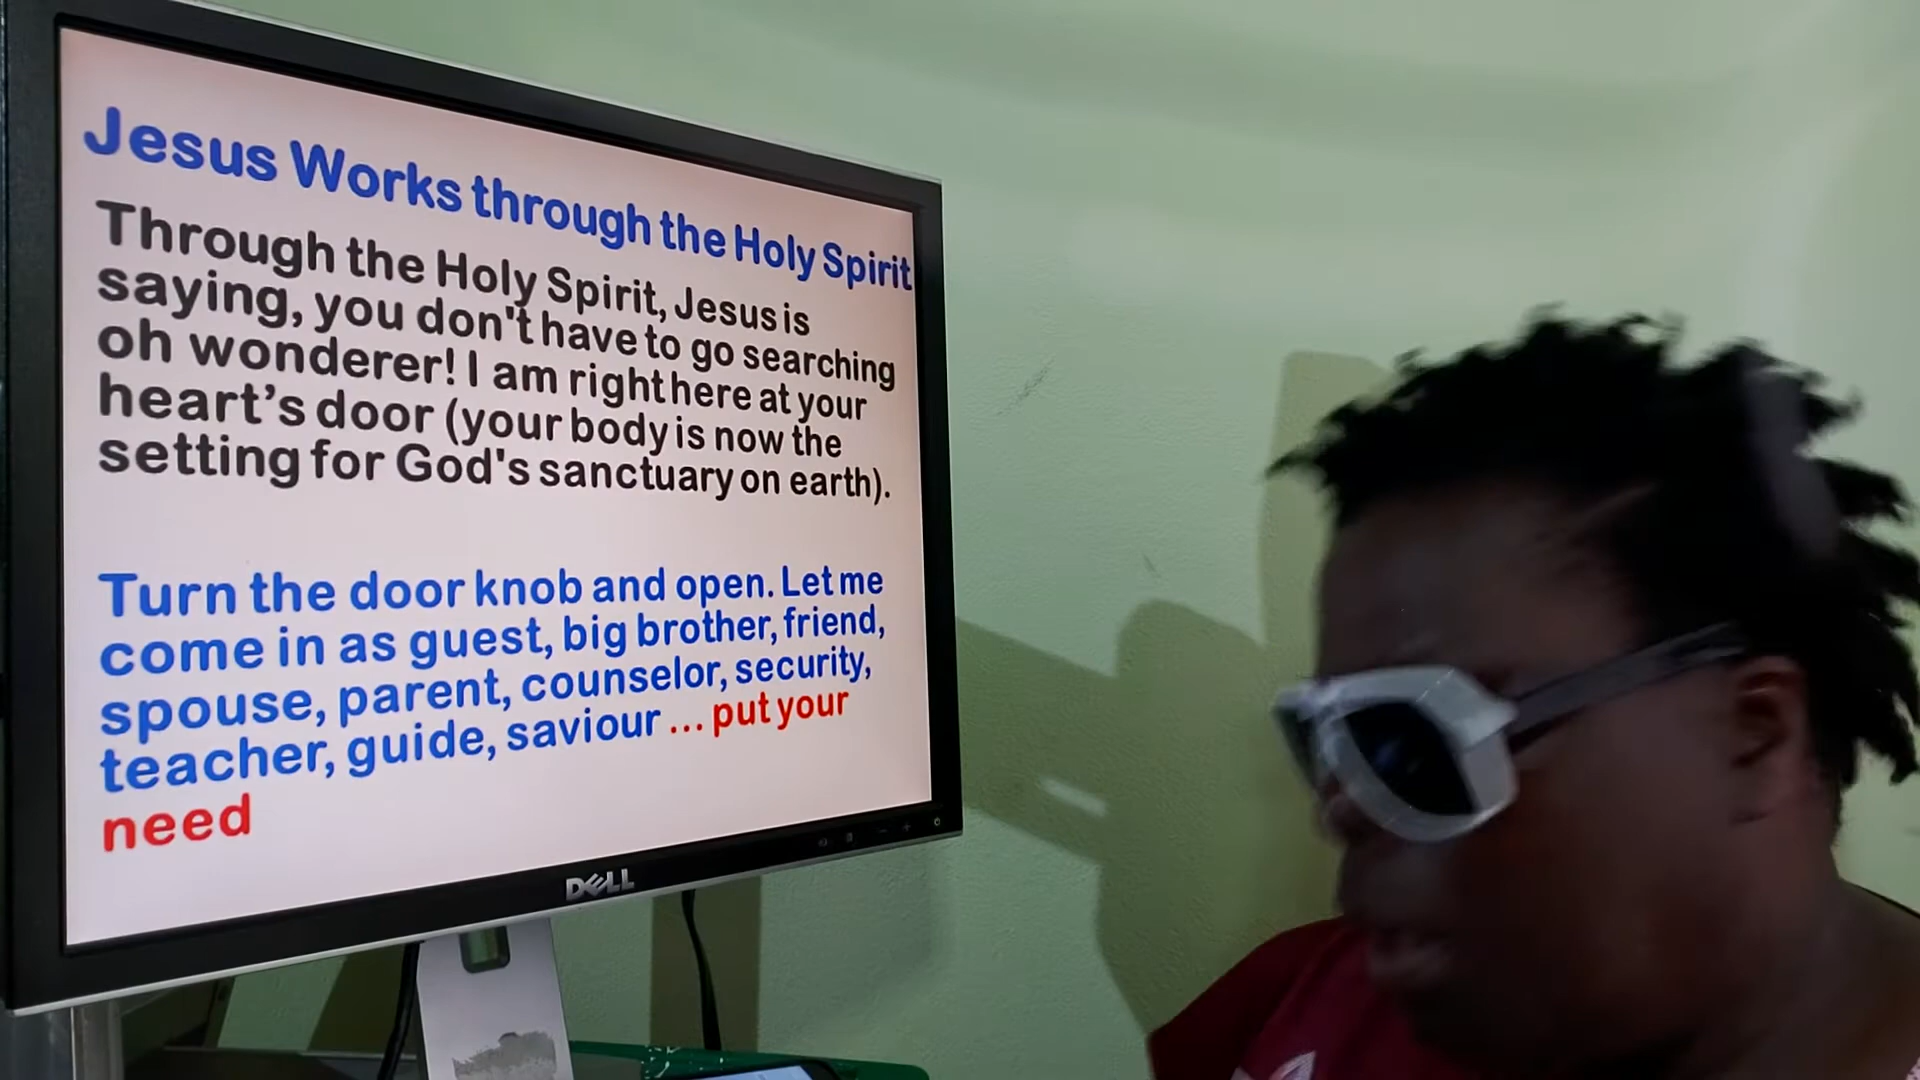 Jesus Works through the Holy Spirit
Through the Holy Spirit, Jesus is
saying, you don't have to go searching
oh wonderer! I am right here at your
heart’s door (your body is now the
setting for God's sanctuary on earth).
Turn the door knob and open. Let me
come in as guest, big brother, friend,
spouse, parent, counselor, security,
teacher, guide, saviour ... put your
need
DELL